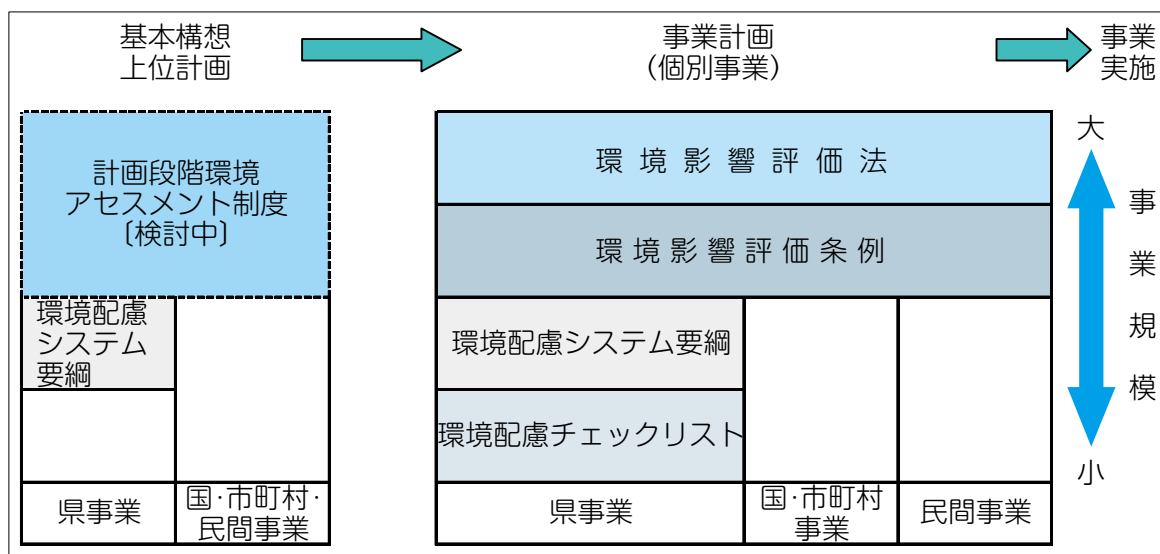 基本構想
上位計画
事業計画
(個別事業)
事業
実施
計画段階環境
アセスメント制度
〔検討中〕
環境配慮
システム
要綱
県事業
国・市町村・
民間事業
環境影響評価法
環境影響評価条例
環境配慮システム要綱
環境配慮チェックリスト
県事業
国・市町村
事業
民間事業
大
事業規模
小